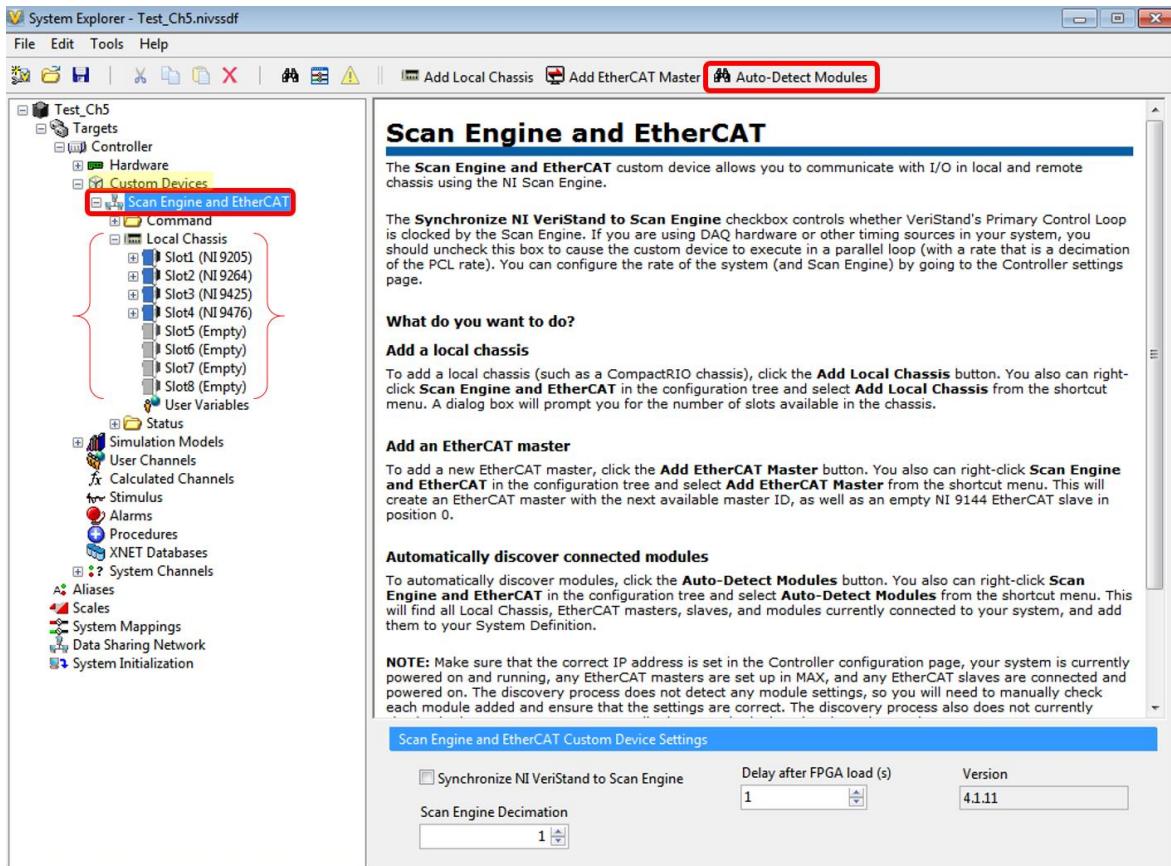 System Explorer - Test_Ch5.nivssdf
File Edit Tools Help
Add Local Chassis Add EtherCAT Master Auto-Detect Modules
Test_Ch5
Targets
Controller
Hardware
Custom Devices
Scan Engine and EtherCAT
Command
Local Chassis
Slot1 (NI 9205)
Slot2 (NI 9264)
Slot3 (NI 9425)
Slot4 (NI 9476)
Slot5 (Empty)
Slot6 (Empty)
Slot7 (Empty)
Slot8 (Empty)
User Variables
Status
Simulation Models
User Channels
fx Calculated Channels
Stimulus
Alarms
Procedures
XNET Databases
System Channels
Aliases
Scales
System Mappings
Data Sharing Network
System Initialization
Scan Engine and EtherCAT
The Scan Engine and EtherCAT custom device allows you to communicate with I/O in local and remote
chassis using the NI Scan Engine.
The Synchronize NI VeriStand to Scan Engine checkbox controls whether VeriStand's Primary Control Loop
is clocked by the Scan Engine. If you are using DAQ hardware or other timing sources in your system, you
should uncheck this box to cause the custom device to execute in a parallel loop (with a rate that is a decimation
of the PCL rate). You can configure the rate of the system (and Scan Engine) by going to the Controller settings
page.
What do you want to do?
Add a local chassis
To add a local chassis (such as a CompactRIO chassis), click the Add Local Chassis button. You also can right-
click Scan Engine and EtherCAT in the configuration tree and select Add Local Chassis from the shortcut
menu. A dialog box will prompt you for the number of slots available in the chassis.
Add an EtherCAT master
To add a new EtherCAT master, click the Add EtherCAT Master button. You also can right-click Scan Engine
and EtherCAT in the configuration tree and select Add EtherCAT Master from the shortcut menu. This will
create an EtherCAT master with the next available master ID, as well as an empty NI 9144 EtherCAT slave in
position 0.
Automatically discover connected modules
To automatically discover modules, click the Auto-Detect Modules button. You also can right-click Scan
Engine and EtherCAT in the configuration tree and select Auto-Detect Modules from the shortcut menu. This
will find all Local Chassis, EtherCAT masters, slaves, and modules currently connected to your system, and add
them to your System Definition.
NOTE: Make sure that the correct IP address is set in the Controller configuration page, your system is currently
powered on and running, any EtherCAT masters are set up in MAX, and any EtherCAT slaves are connected and
powered on. The discovery process does not detect any module settings, so you will need to manually check
each module added and ensure that the settings are correct. The discovery process also does not currently
Scan Engine and EtherCAT Custom Device Settings
Synchronize NI VeriStand to Scan Engine
Delay after FPGA load (s)
1
Version
4.1.11
Scan Engine Decimation
1